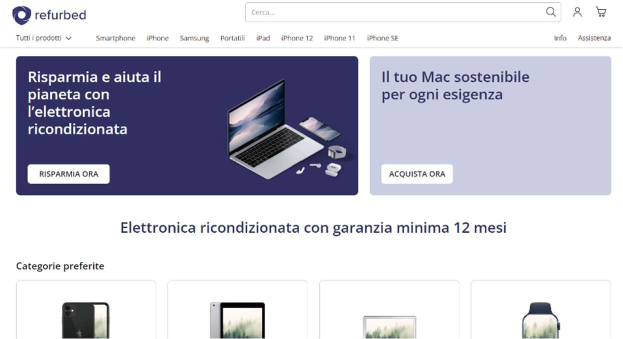 refurbed
Cerca...
Tutti i prodotti
Smartphone
iPhone
Samsung
Portatili
iPad
iPhone 12
iPhone 11
iPhone SE
Info
Assistenza
Risparmia e aiuta il
pianeta con
l'elettronica
ricondizionata
RISPARMIA ORA
Il tuo Mac sostenibile
per ogni esigenza
ACQUISTA ORA
Elettronica ricondizionata con garanzia minima 12 mesi
Categorie preferite